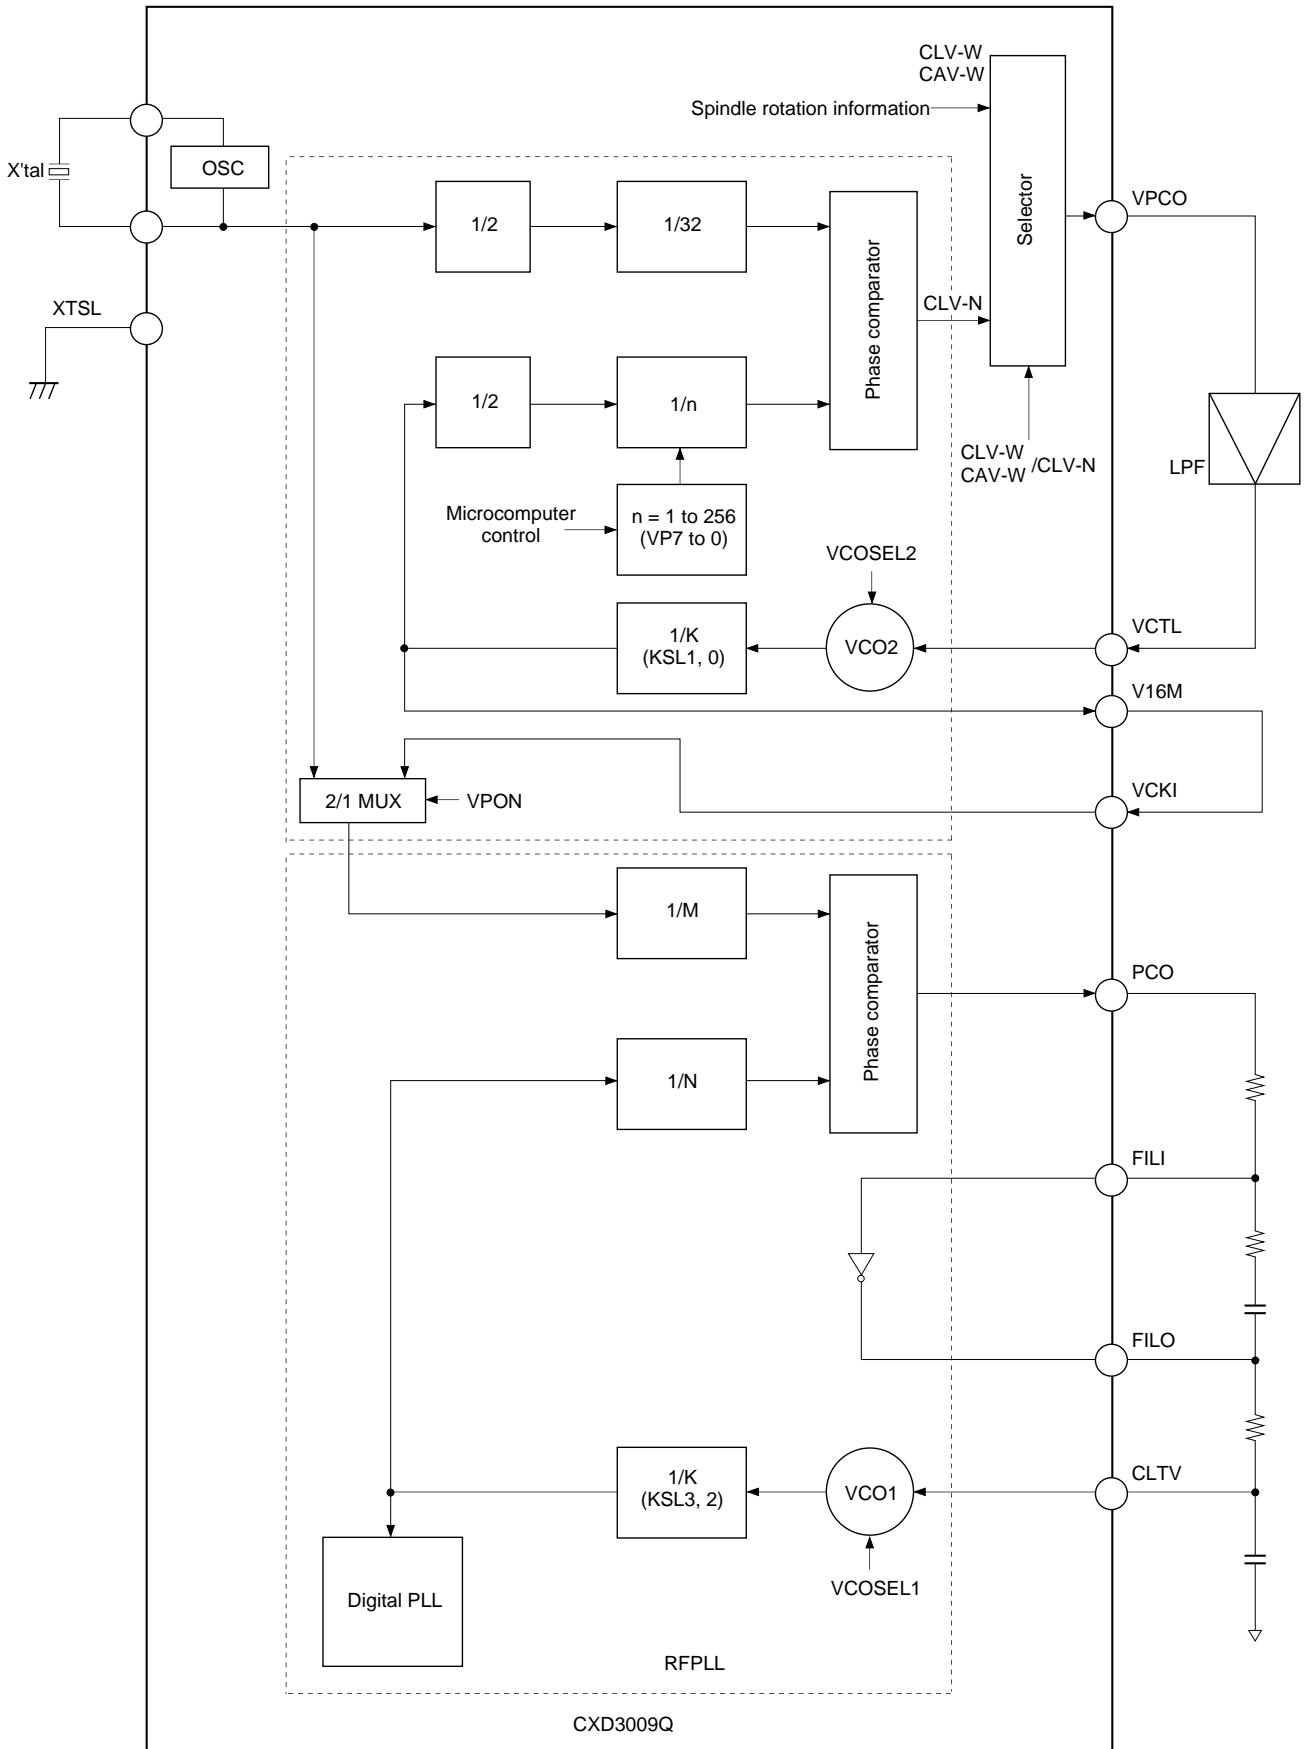 CLV-W
CAV-W
Spindle rotation information
X'tal
OSC
Selector
VPCO
1/2
1/32
Phase comparator
XTSL
CLV-N
1/2
1/n
CLV-W
CAV-W
/CLV-N
LPF
Microcomputer
control
n = 1 to 256
(VP7 to 0)
VCOSEL2
1/K
(KSL1, 0)
VCO2
VCTL
V16M
2/1 MUX
VPON
VCKI
1/M
Phase comparator
PCO
1/N
FILI
FILO
1/K
(KSL3, 2)
VCO1
CLTV
VCOSEL1
Digital PLL
RFPLL
CXD3009Q